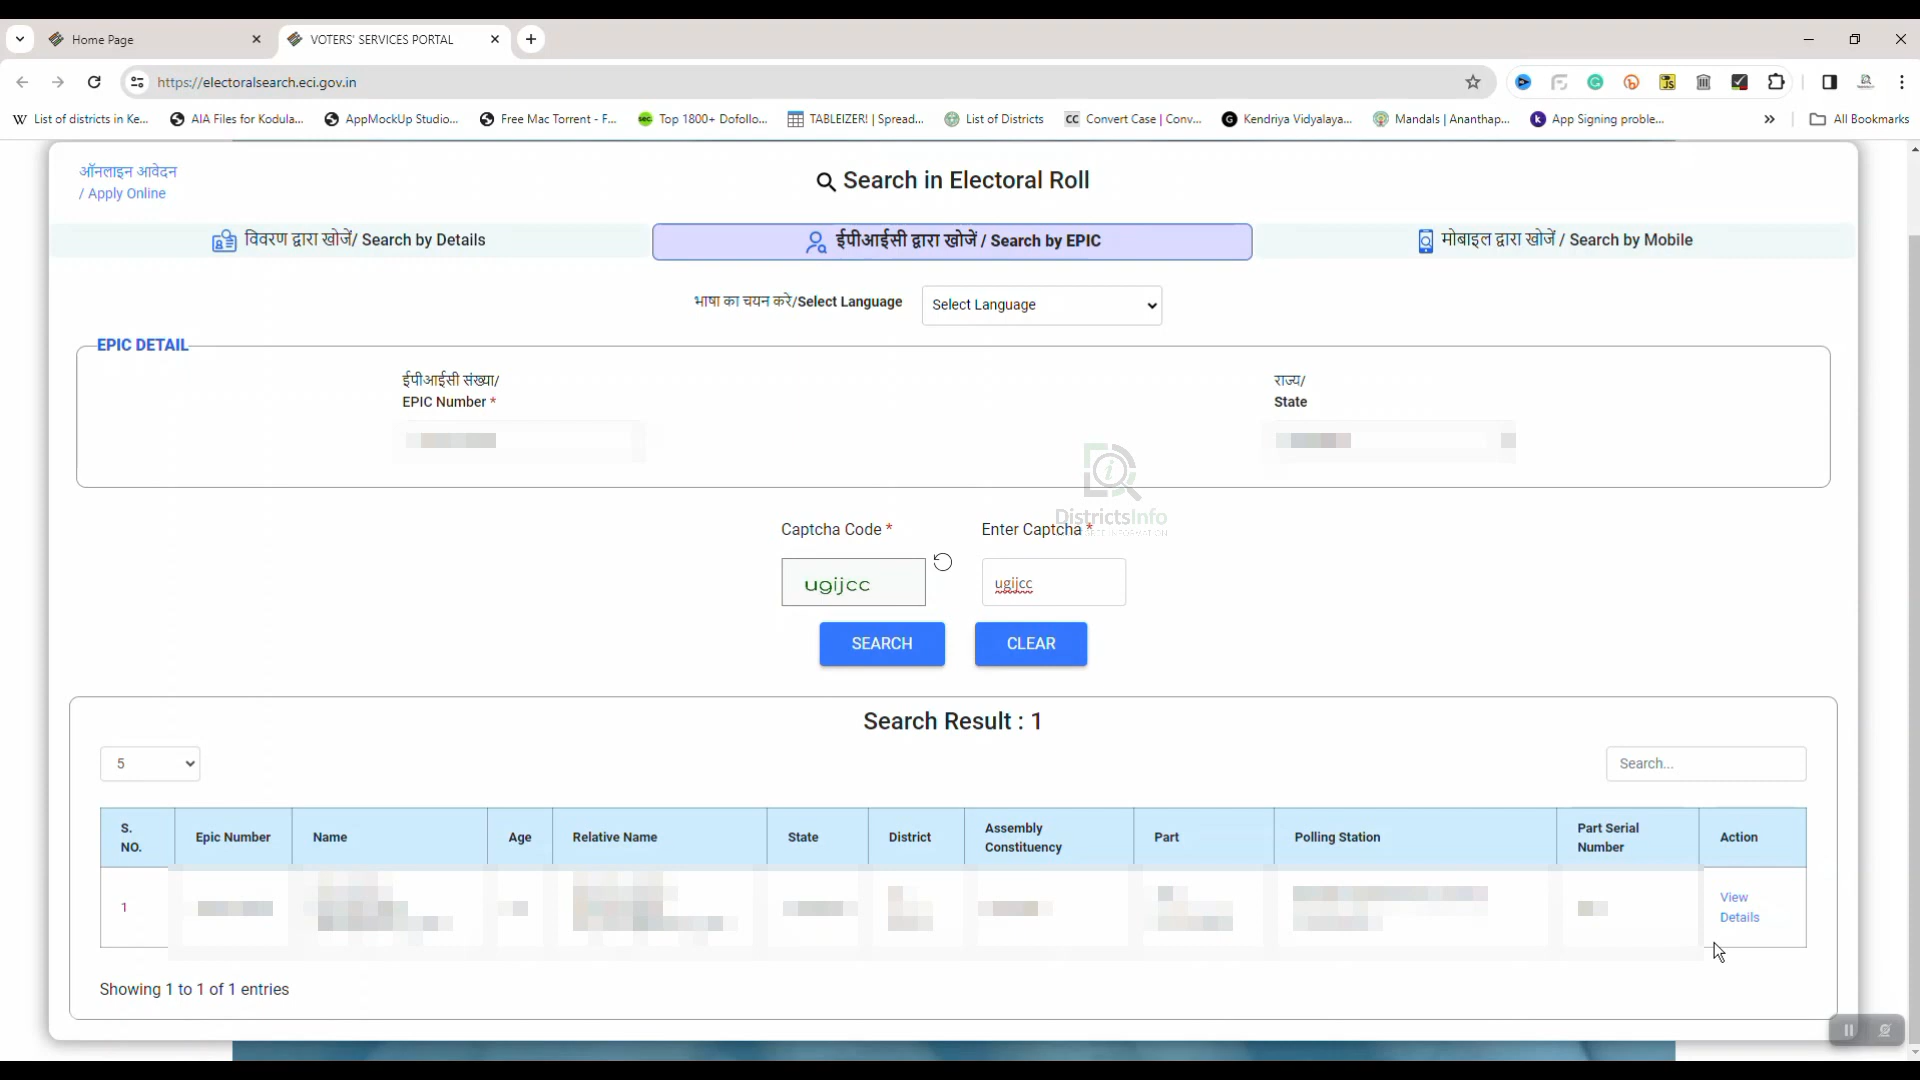 Home Page
VOTERS' SERVICES PORTAL
https://electoralsearch.eci.gov.in
List of districts in Ke...
AIA Files for Kodula...
AppMockUp Studio...
Free Mac Torrent - F...
Top 1800+ Dofollo...
TABLEIZER! | Spread...
List of Districts
CC Convert Case | Conv...
Kendriya Vidyalaya...
Mandals | Ananthap...
App Signing proble...
All Bookmarks
ऑनलाइन आवेदन
/ Apply Online
Search in Electoral Roll
विवरण द्वारा खोजें/ Search by Details
ईपीआईसी द्वारा खोजें / Search by EPIC
मोबाइल द्वारा खोजें / Search by Mobile
भाषा का चयन करे/Select Language
Select Language
EPIC DETAIL
ईपीआईसी संख्या/
EPIC Number *
राज्य/
State
DistrictsInfo
Captcha Code *
Enter Captcha *
ugijcc
ugijcc
SEARCH
CLEAR
Search Result : 1
5
Search...
S. NO.
Epic Number
Name
Age
Relative Name
State
District
Assembly Constituency
Part
Polling Station
Part Serial Number
Action
1
View
Details
Showing 1 to 1 of 1 entries